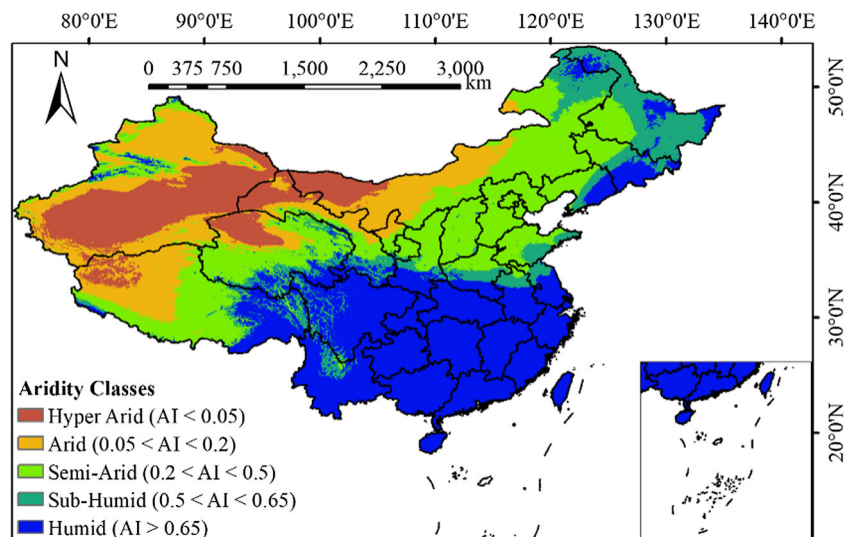 80°0'E 90°0'E 100°0'E 110°0'E 120°0'E 130°0'E 140°0'E
N
0 375 750 1,500 2,250 3,000
km
50°0'N
40°0'N
30°0'N
20°0'N
Aridity Classes
Hyper Arid (AI < 0.05)
Arid (0.05 < AI < 0.2)
Semi-Arid (0.2 < AI < 0.5)
Sub-Humid (0.5 < AI < 0.65)
Humid (AI > 0.65)